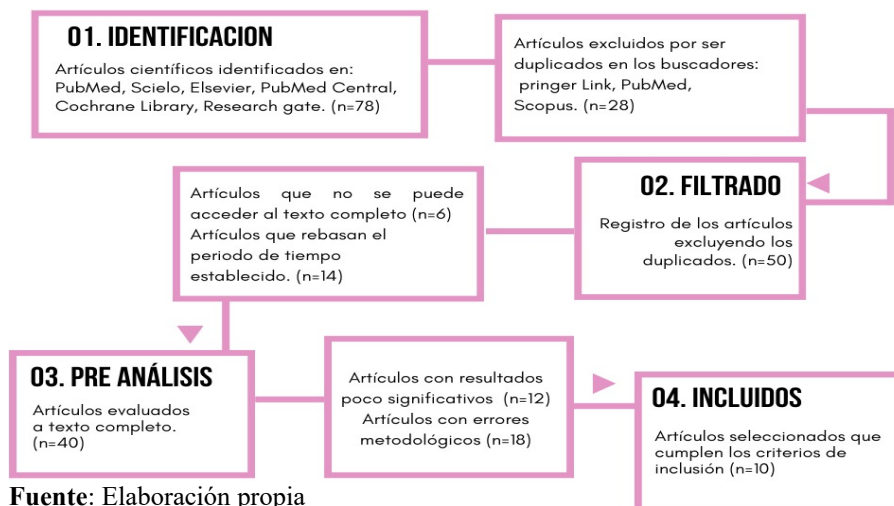 01. IDENTIFICACION
Artículos científicos identificados en:
PubMed, Scielo, Elsevier, PubMed Central,
Cochrane Library, Research gate. (n=78)
Artículos excluidos por ser
duplicados en los buscadores:
pringer Link, PubMed,
Scopus. (n=28)
02. FILTRADO
Registro de los artículos
excluyendo los
duplicados. (n=50)
Artículos que no se puede
acceder al texto completo (n=6)
Artículos que rebasan el
periodo de tiempo
establecido. (n=14)
03. PRE ANÁLISIS
Artículos evaluados
a texto completo.
(n=40)
Artículos con resultados
poco significativos (n=12)
Artículos con errores
metodológicos (n=18)
04. INCLUIDOS
Artículos seleccionados que
cumplen los criterios de
inclusión (n=10)
Fuente: Elaboración propia